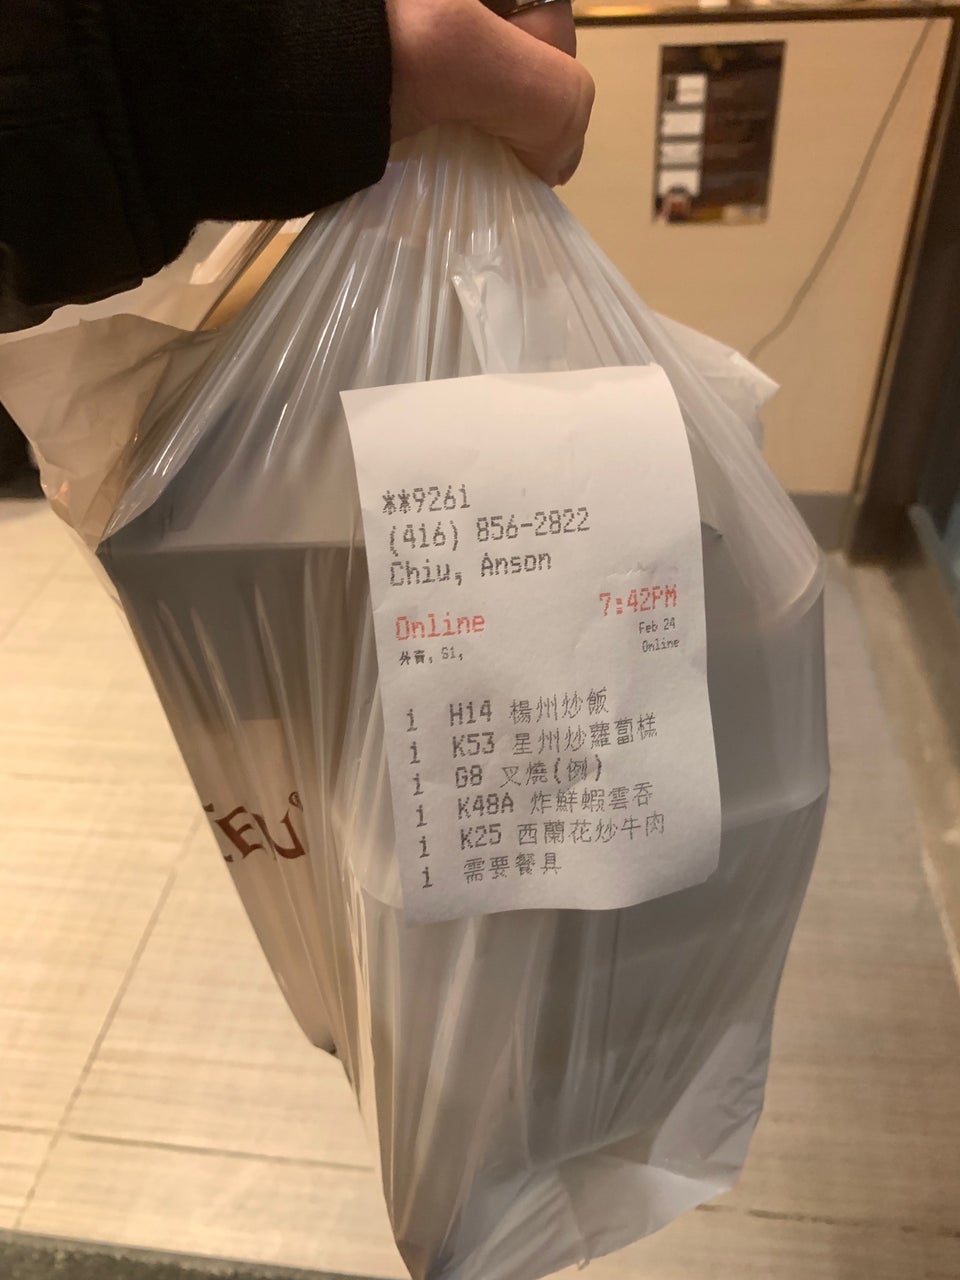 **9261
(416) 856-2822
Chiu, Anson
Online 7:42PM
Feb 24
外賣, G1, Online
1 H14 楊州炒飯
1 K53 星州炒蘿蔔糕
1 G8 叉燒(例)
1 K48A 炸鮮蝦雲吞
1 K25 西蘭花炒牛肉
1 需要餐具